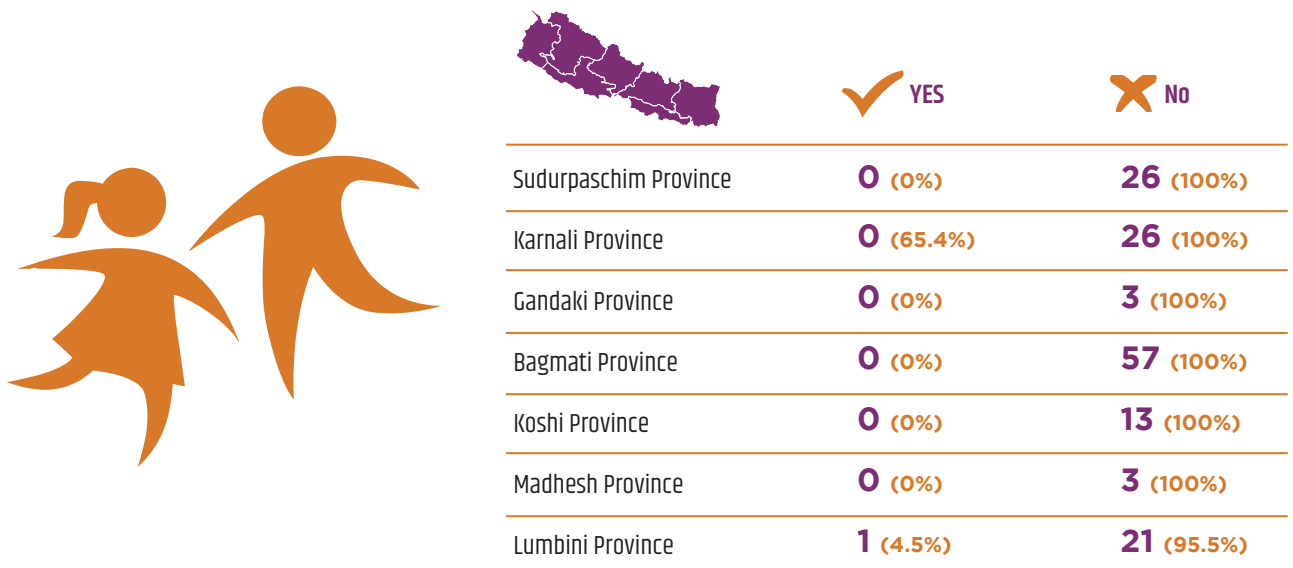 YES No
Sudurpaschim Province 0 (0%) 26 (100%)
Karnali Province 0 (65.4%) 26 (100%)
Gandaki Province 0 (0%) 3 (100%)
Bagmati Province 0 (0%) 57 (100%)
Koshi Province 0 (0%) 13 (100%)
Madhesh Province 0 (0%) 3 (100%)
Lumbini Province 1 (4.5%) 21 (95.5%)